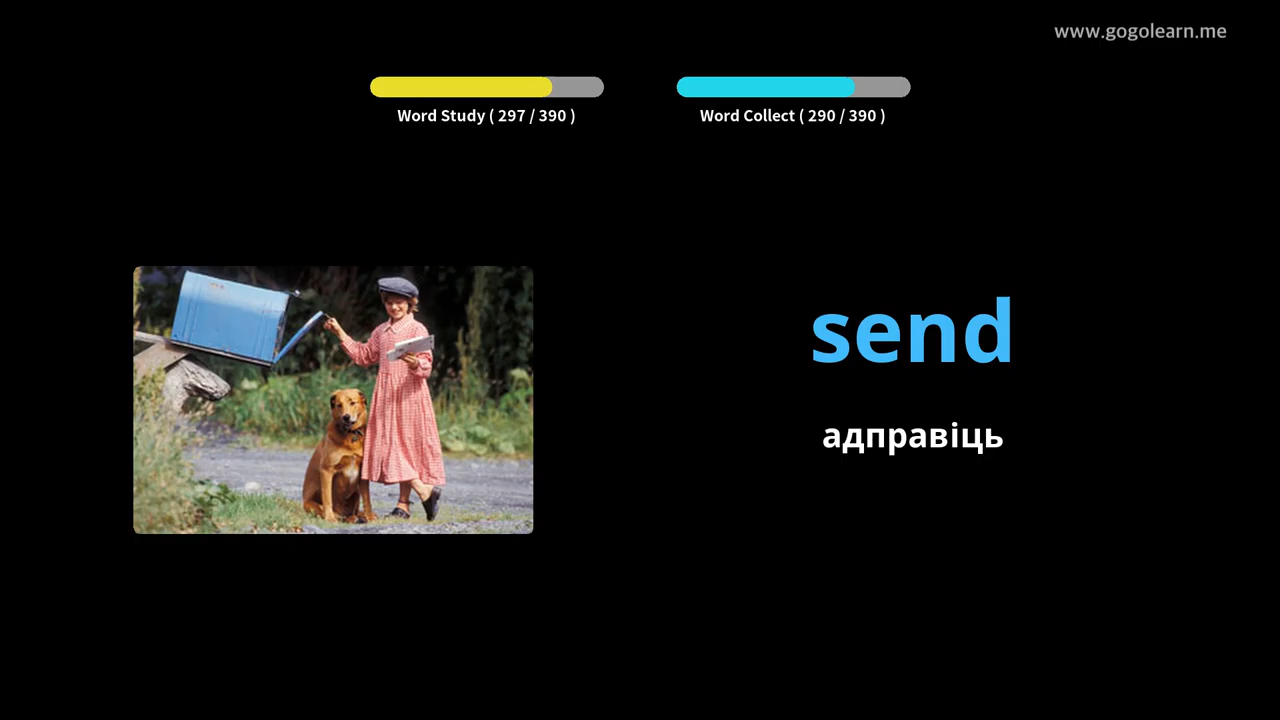 www.gogolearn.me
Word Study ( 297 / 390 )
Word Collect ( 290 / 390 )
send
адправіць